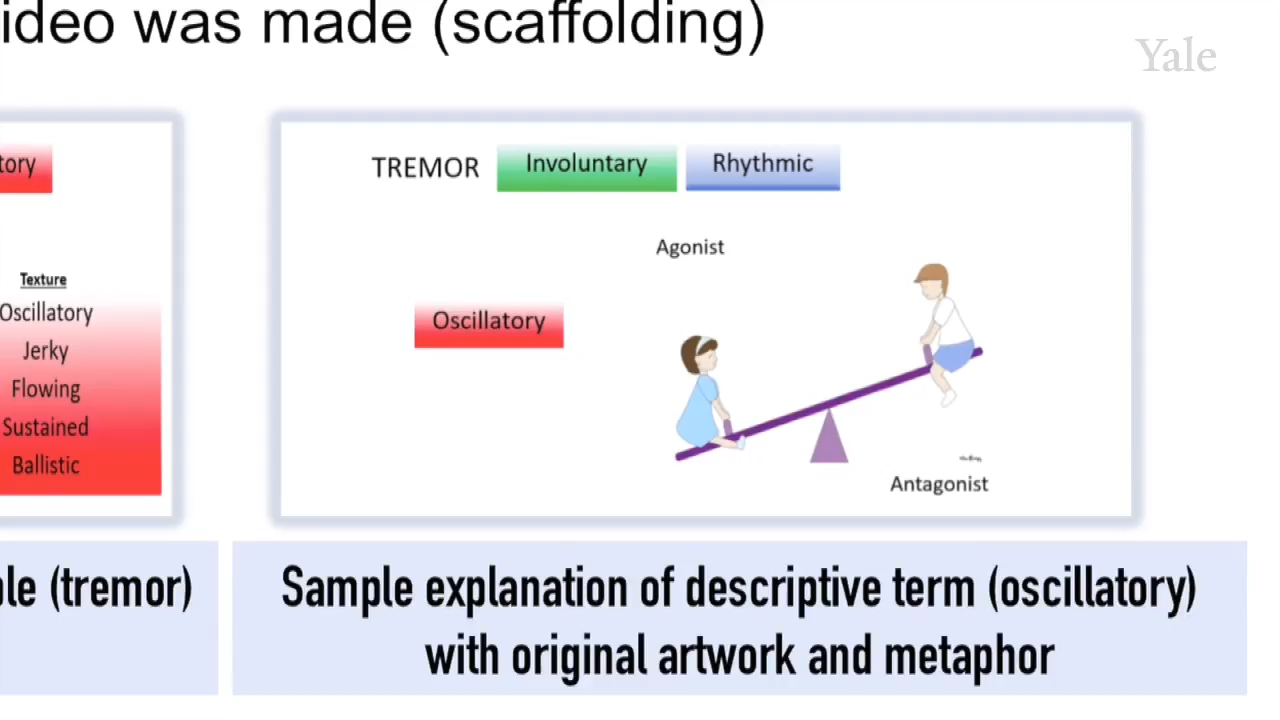 ideo was made (scaffolding)
Yale
tory
Texture
Oscillatory
Jerky
Flowing
Sustained
Ballistic
TREMOR Involuntary Rhythmic
Agonist
Oscillatory
Antagonist
ple (tremor)
Sample explanation of descriptive term (oscillatory)
with original artwork and metaphor